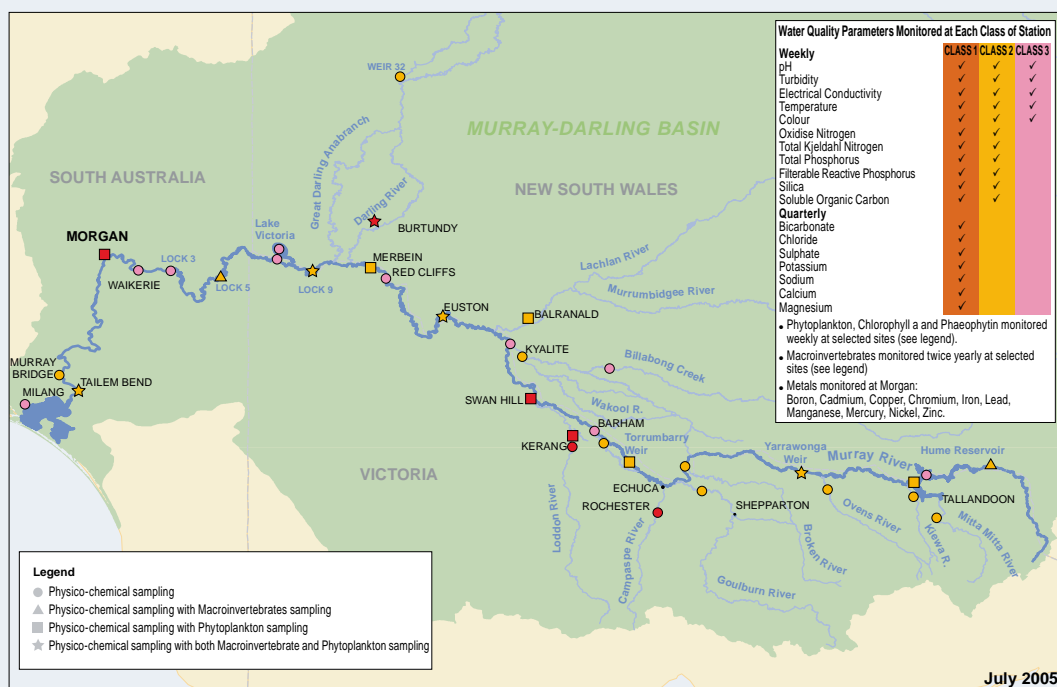 Water Quality Parameters Monitored at Each Class of Station
Weekly CLASS 1 CLASS 2 CLASS 3
pH ✓ ✓ ✓
Turbidity ✓ ✓ ✓
Electrical Conductivity ✓ ✓ ✓
Temperature ✓ ✓ ✓
Colour ✓ ✓ ✓
Oxidise Nitrogen ✓ ✓
Total Kjeldahl Nitrogen ✓ ✓
Total Phosphorus ✓ ✓
Filterable Reactive Phosphorus ✓ ✓
Silica ✓ ✓
Soluble Organic Carbon ✓ ✓
Quarterly
Bicarbonate ✓
Chloride ✓
Sulphate ✓
Potassium ✓
Sodium ✓
Calcium ✓
Magnesium ✓
• Phytoplankton, Chlorophyll a and Phaeophytin monitored
weekly at selected sites (see legend).
• Macroinvertebrates monitored twice yearly at selected
sites (see legend)
• Metals monitored at Morgan:
Boron, Cadmium, Copper, Chromium, Iron, Lead,
Manganese, Mercury, Nickel, Zinc.
WEIR 32
MURRAY-DARLING BASIN
SOUTH AUSTRALIA
NEW SOUTH WALES
Great Darling Anabranch
Darling River
BURTUNDY
MORGAN
Lake
Victoria
LOCK 3
WAIKERIE
LOCK 5
LOCK 9
MERBEIN
RED CLIFFS
Lachlan River
Murrumbidgee River
EUSTON
BALRANALD
KYALITE
Billabong Creek
MURRAY
BRIDGE
TAILEM BEND
MILANG
SWAN HILL
Wakool R.
BARHAM
KERANG
Torrumbarry
Weir
Yarrawonga
Weir
Murray River
Hume Reservoir
VICTORIA
ECHUCA
ROCHESTER
SHEPPARTON
TALLANDOON
Loddon River
Campaspe River
Goulburn River
Broken River
Ovens River
Kiewa R.
Mitta Mitta River
Legend
Physico-chemical sampling
Physico-chemical sampling with Macroinvertebrates sampling
Physico-chemical sampling with Phytoplankton sampling
Physico-chemical sampling with both Macroinvertebrate and Phytoplankton sampling
July 2005